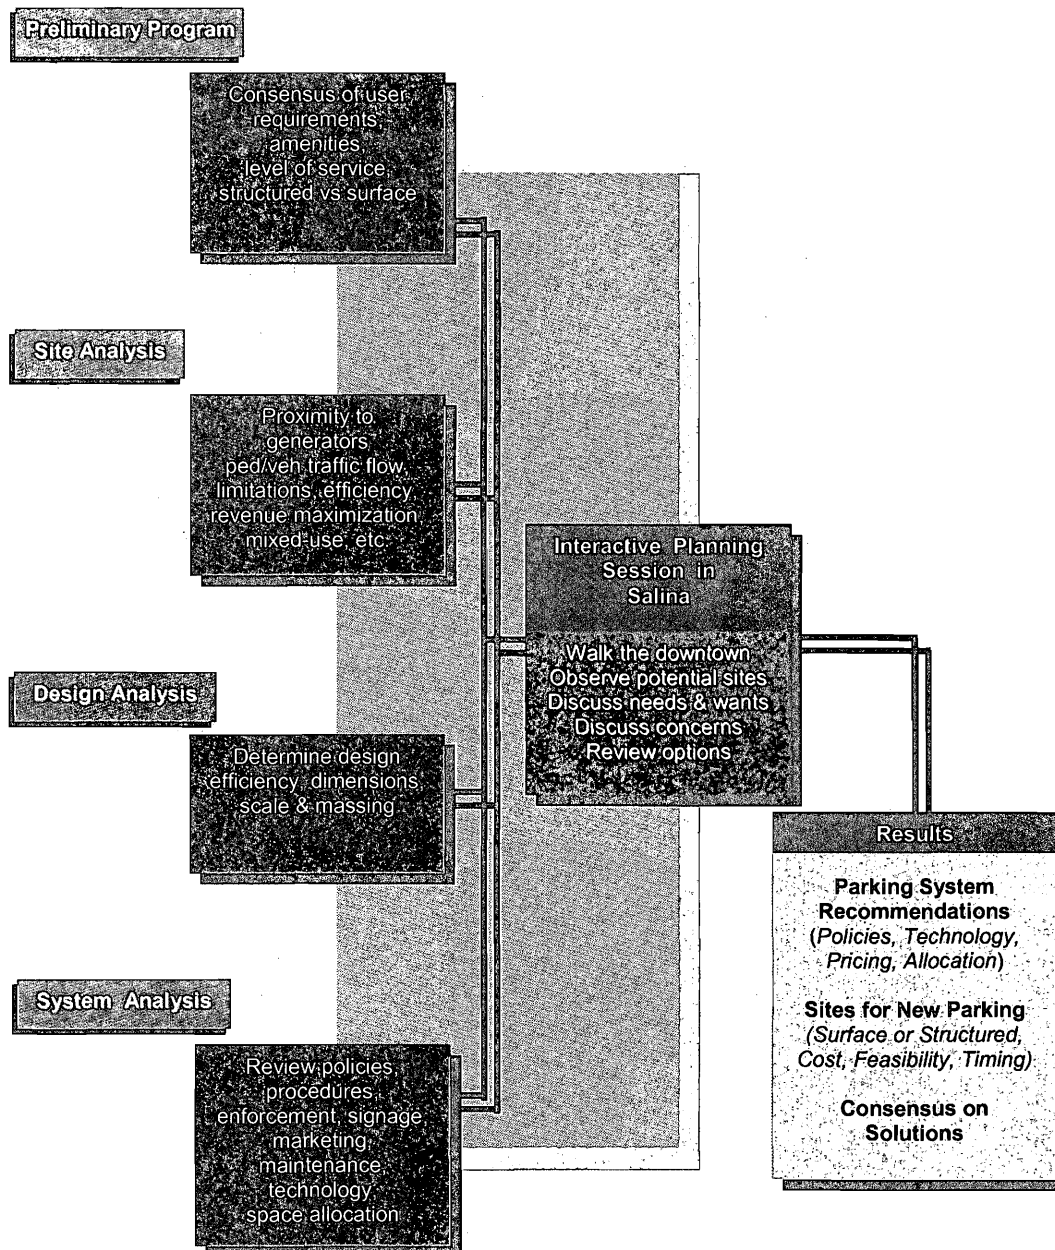 Preliminary Program
Consensus of user
requirements,
amenities
level of service,
structured vs surface
Site Analysis
Proximity to
generators
ped/veh traffic flow,
limitations, efficiency
revenue maximization
mixed-use, etc
Interactive Planning
Session in
Salina
Walk the downtown
Observe potential sites
Discuss needs & wants
Discuss concerns
Review options
Design Analysis
Determine design
efficiency, dimensions,
scale & massing
Results
Parking System
Recommendations
(Policies, Technology,
Pricing, Allocation)
Sites for New Parking
(Surface or Structured,
Cost, Feasibility, Timing)
Consensus on
Solutions
System Analysis
Review policies,
procedures,
enforcement, signage
marketing,
maintenance
technology
space allocation